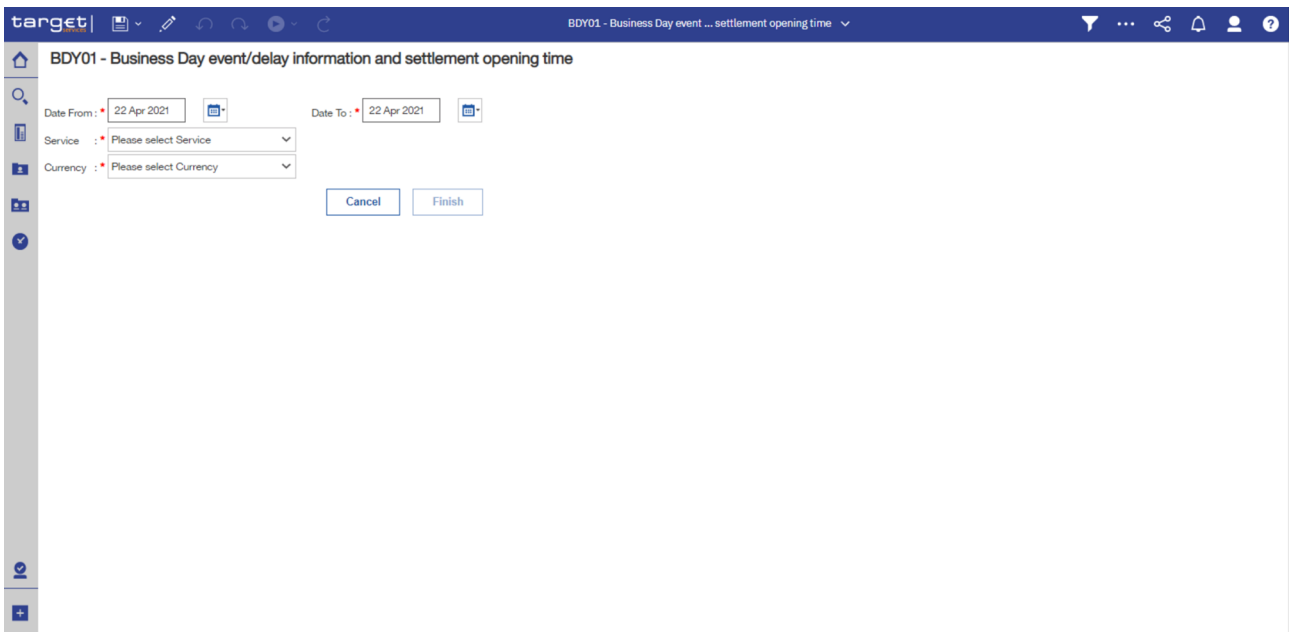 target|
services
BDY01 - Business Day event ... settlement opening time
?
BDY01 - Business Day event/delay information and settlement opening time
Date From : * 22 Apr 2021 Date To : * 22 Apr 2021
Service : * Please select Service
Currency : * Please select Currency
Cancel Finish